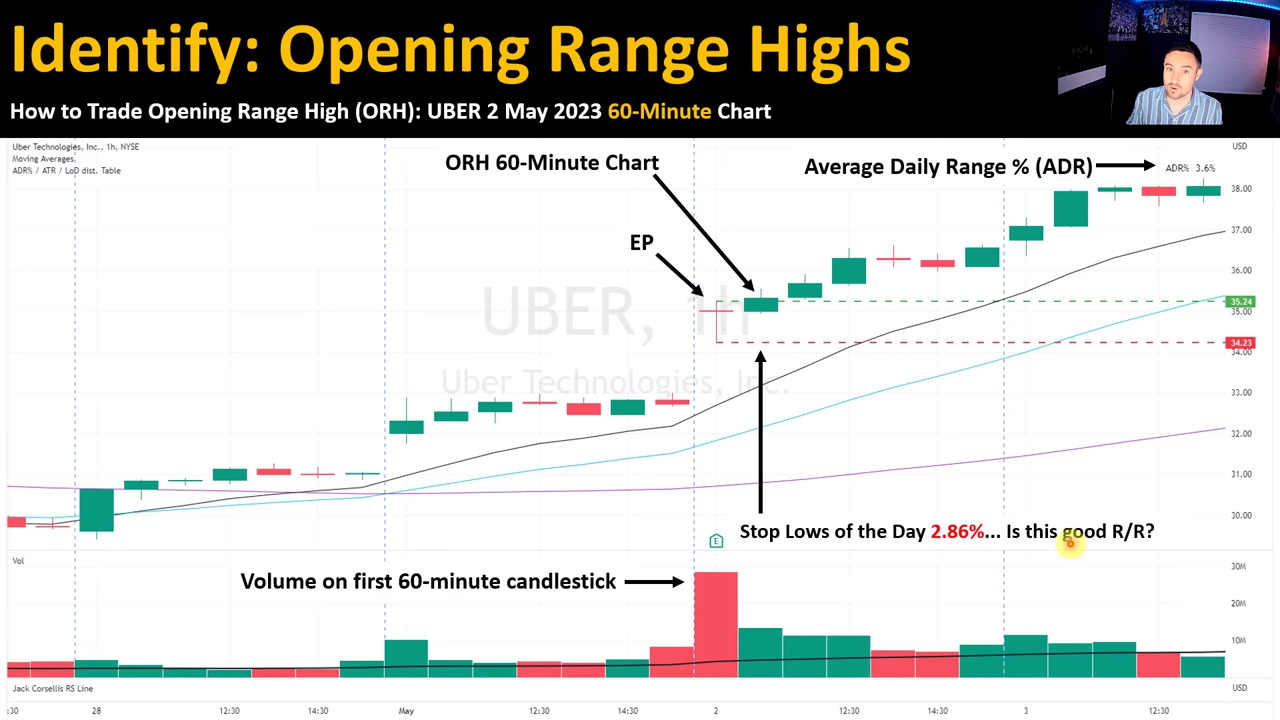 Identify: Opening Range Highs
How to Trade Opening Range High (ORH): UBER 2 May 2023 60-Minute Chart
Uber Technologies, Inc., 1h, NYSE
Moving Averages
ADR% / ATR / LoD dist. Table
ORH 60-Minute Chart
Average Daily Range % (ADR)
ADR% 3.6%
EP
UBER, 1h
Uber Technologies, Inc.
USD
38.00
37.00
36.00
35.24
35.00
34.23
34.00
33.00
32.00
31.00
30.00
Stop Lows of the Day 2.86%... Is this good R/R?
E
Vol
Volume on first 60-minute candlestick
30M
20M
10M
Jack Corsellis RS Line
USD
:30 28 12:30 14:30 May 12:30 14:30 2 12:30 14:30 3 12:30